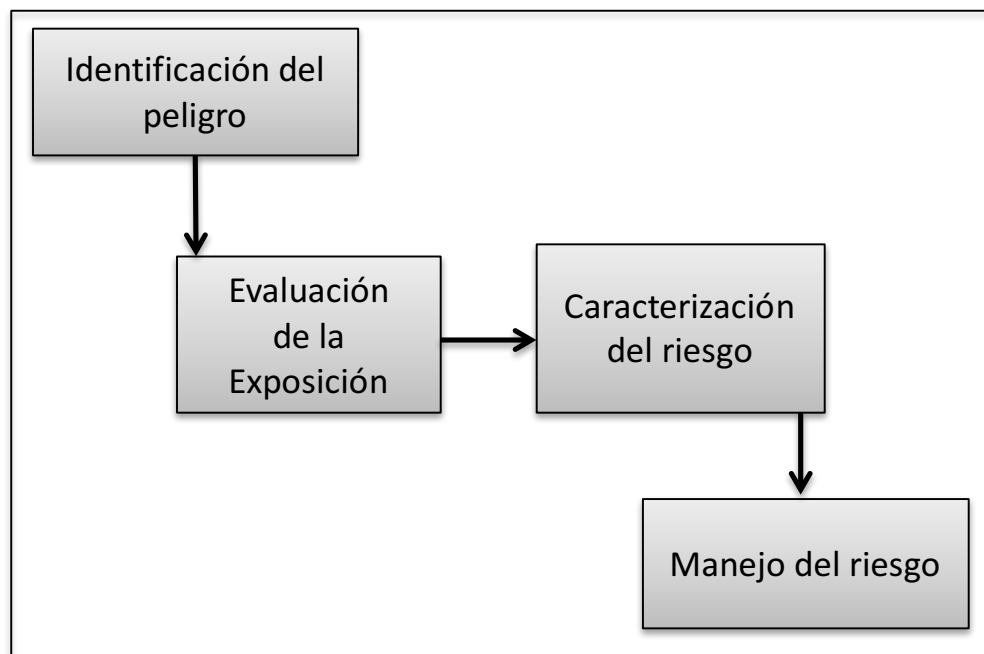 Identificación del
peligro
Evaluación
de la
Exposición
Caracterización
del riesgo
Manejo del riesgo